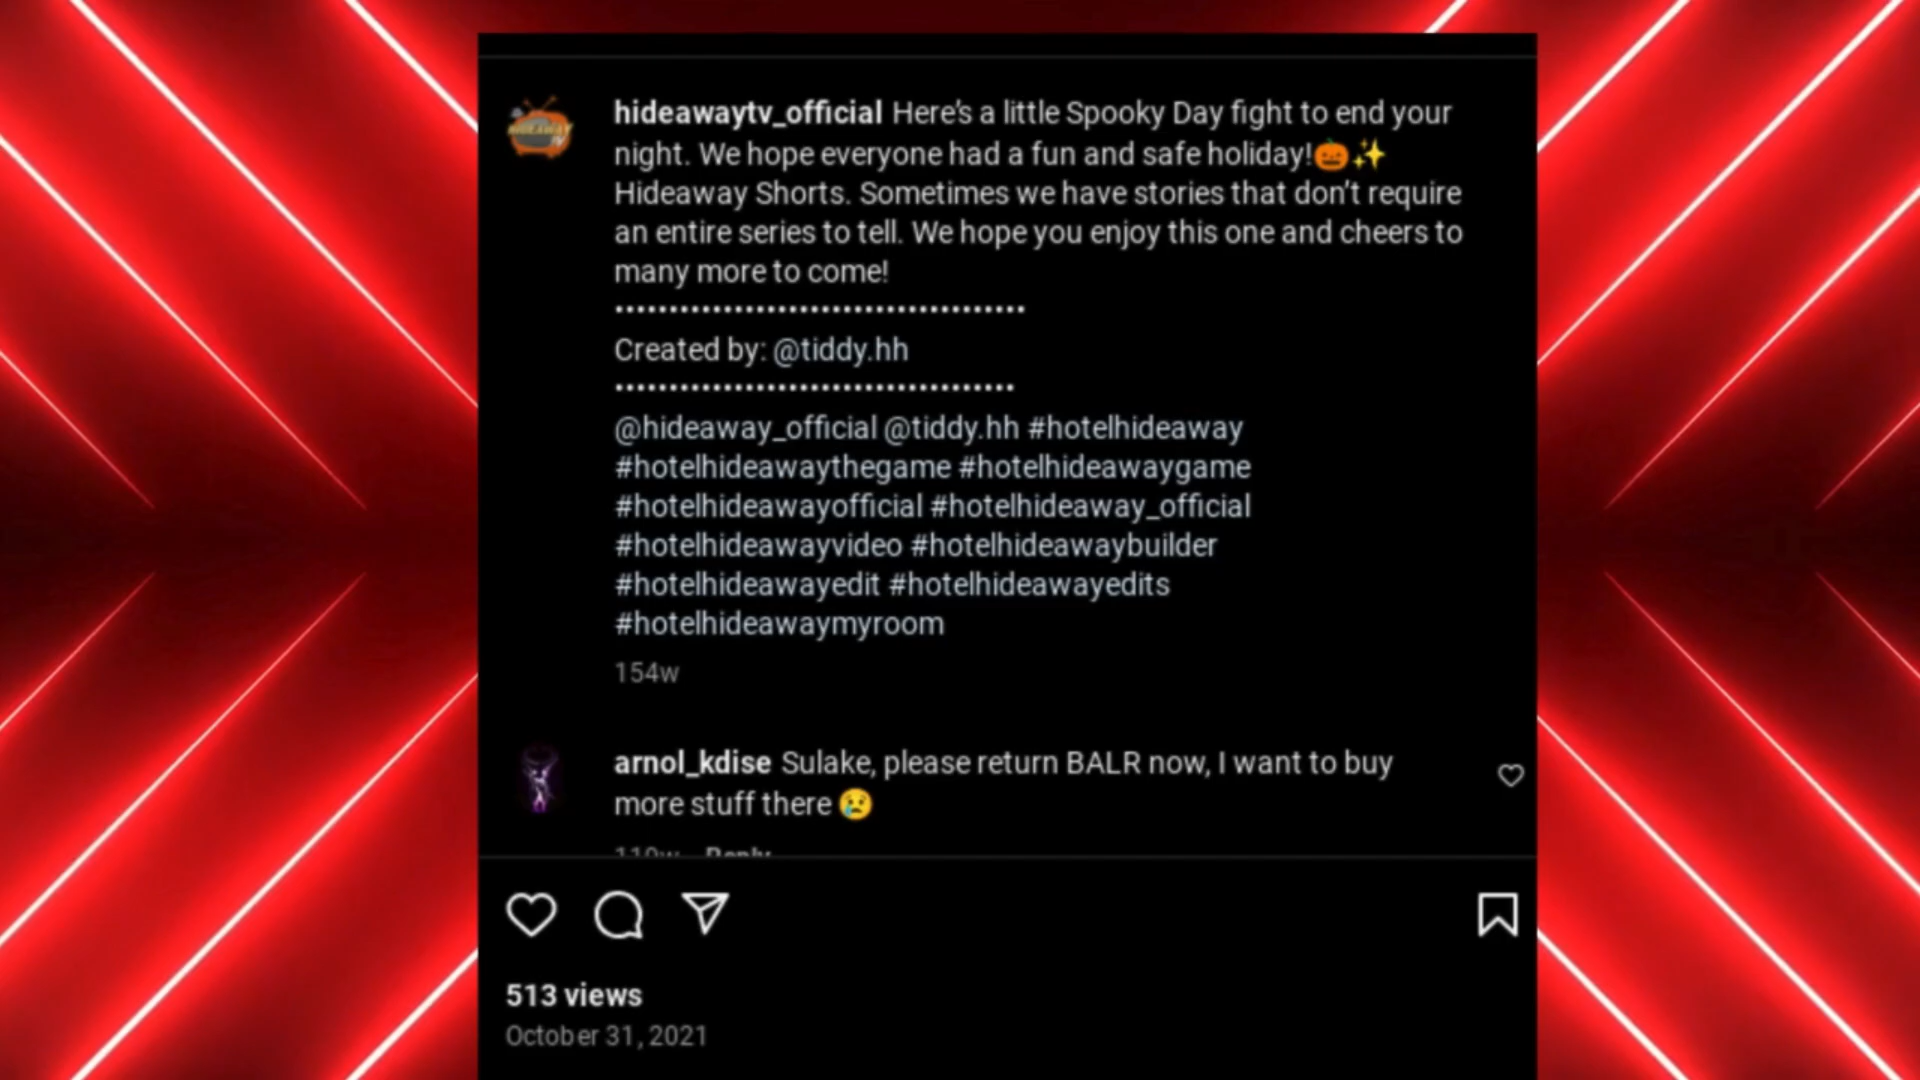 hideawaytv_official Here's a little Spooky Day fight to end your
night. We hope everyone had a fun and safe holiday!🎃✨
Hideaway Shorts. Sometimes we have stories that don't require
an entire series to tell. We hope you enjoy this one and cheers to
many more to come!
••••••••••••••••••••••••••••••••••••••
Created by: @tiddy.hh
•••••••••••••••••••••••••••••••••••••
@hideaway_official @tiddy.hh #hotelhideaway
#hotelhideawaythegame #hotelhideawaygame
#hotelhideawayofficial #hotelhideaway_official
#hotelhideawayvideo #hotelhideawaybuilder
#hotelhideawayedit #hotelhideawayedits
#hotelhideawaymyroom
154w
arnol_kdise Sulake, please return BALR now, I want to buy
more stuff there 😢
Reply
513 views
October 31, 2021